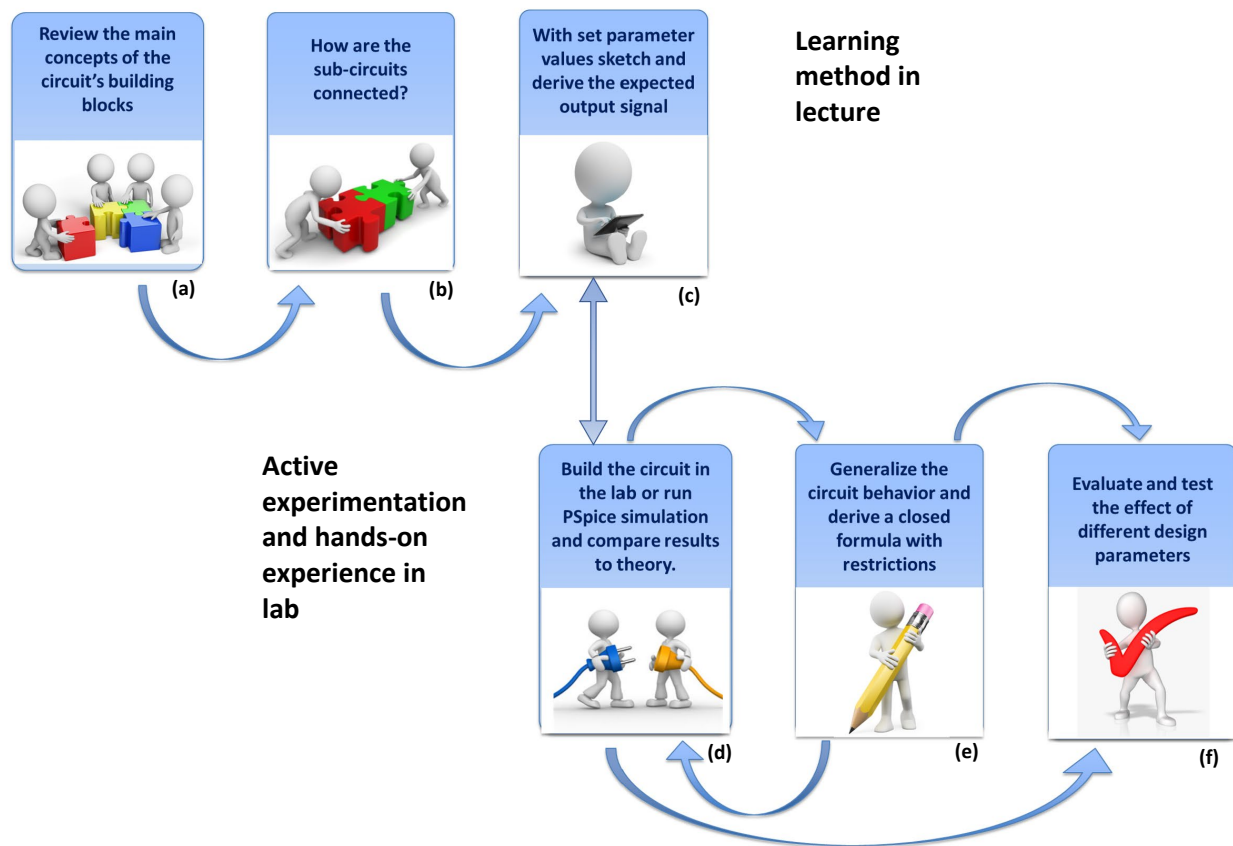 Review the main
concepts of the
circuit’s building
blocks
(a)
How are the
sub-circuits
connected?
(b)
With set parameter
values sketch and
derive the expected
output signal
(c)
Learning
method in
lecture
Active
experimentation
and hands-on
experience in
lab
Build the circuit in
the lab or run
PSpice simulation
and compare results
to theory.
(d)
Generalize the
circuit behavior and
derive a closed
formula with
restrictions
(e)
Evaluate and test
the effect of
different design
parameters
(f)